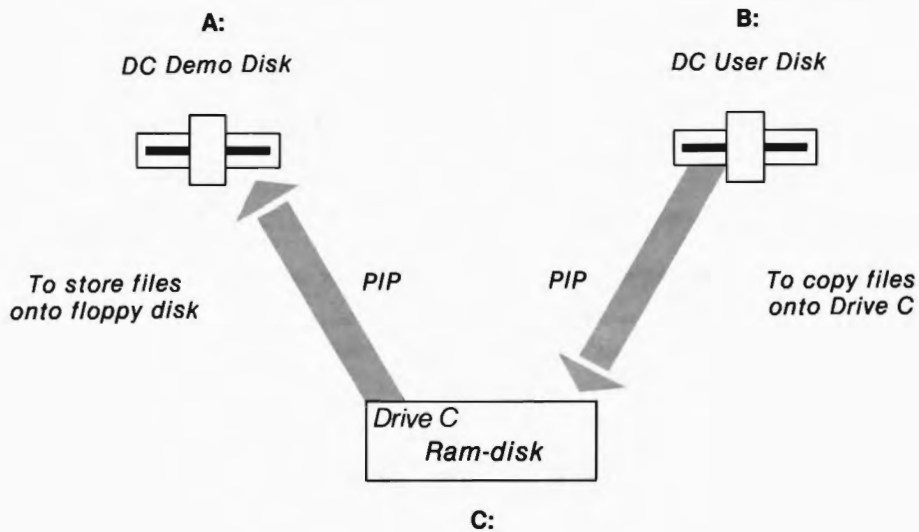 A:
DC Demo Disk
B:
DC User Disk
To store files
onto floppy disk
PIP
PIP
To copy files
onto Drive C
Drive C
Ram-disk
C: